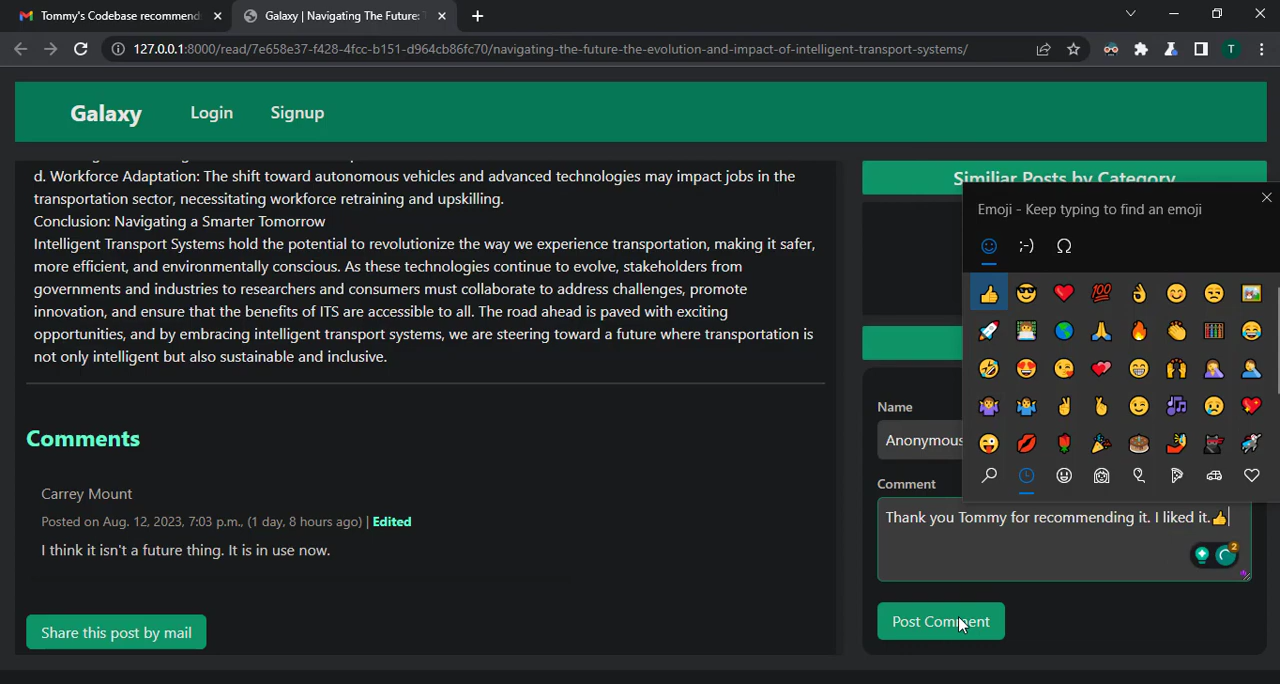 Tommy's Codebase recommend
Galaxy | Navigating The Future: T
127.0.0.1:8000/read/7e658e37-f428-4fcc-b151-d964cb86fc70/navigating-the-future-the-evolution-and-impact-of-intelligent-transport-systems/
T
Galaxy Login Signup
d. Workforce Adaptation: The shift toward autonomous vehicles and advanced technologies may impact jobs in the
transportation sector, necessitating workforce retraining and upskilling.
Conclusion: Navigating a Smarter Tomorrow
Intelligent Transport Systems hold the potential to revolutionize the way we experience transportation, making it safer,
more efficient, and environmentally conscious. As these technologies continue to evolve, stakeholders from
governments and industries to researchers and consumers must collaborate to address challenges, promote
innovation, and ensure that the benefits of ITS are accessible to all. The road ahead is paved with exciting
opportunities, and by embracing intelligent transport systems, we are steering toward a future where transportation is
not only intelligent but also sustainable and inclusive.
Comments
Carrey Mount
Posted on Aug. 12, 2023, 7:03 p.m., (1 day, 8 hours ago) | Edited
I think it isn't a future thing. It is in use now.
Share this post by mail
Similiar Posts by Category
Emoji - Keep typing to find an emoji
;-) Ω
💯
Name
Anonymous
Comment
Thank you Tommy for recommending it. I liked it.👍
2
Post Comment